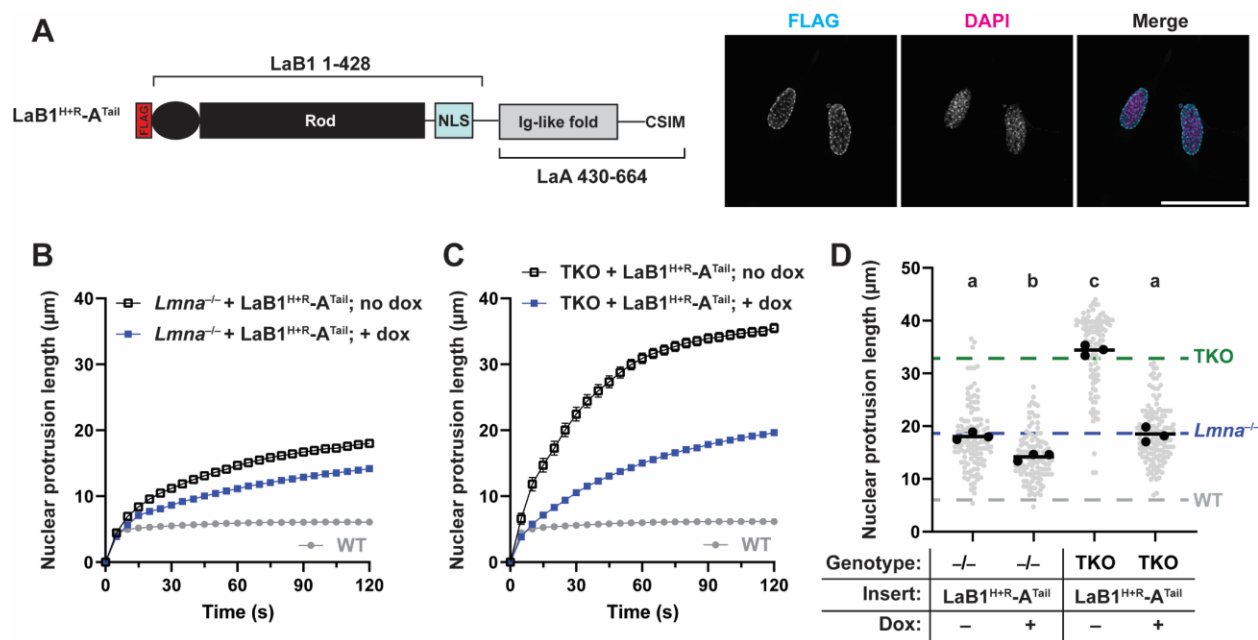 A
FLAG
DAPI
Merge
LaB1 1-428
LaB1H+R-ATail
FLAG
Rod
NLS
Ig-like fold
CSIM
LaA 430-664
B
Nuclear protrusion length (µm)
40
30
20
10
0
Lmna–/– + LaB1H+R-ATail; no dox
Lmna–/– + LaB1H+R-ATail; + dox
WT
0 30 60 90 120
Time (s)
C
Nuclear protrusion length (µm)
40
30
20
10
0
TKO + LaB1H+R-ATail; no dox
TKO + LaB1H+R-ATail; + dox
WT
0 30 60 90 120
Time (s)
D
Nuclear protrusion length (µm)
50
40
30
20
10
0
a b c a
TKO
Lmna–/–
WT
Genotype: –/– –/– TKO TKO
Insert: LaB1H+R-ATail LaB1H+R-ATail
Dox: – + – +